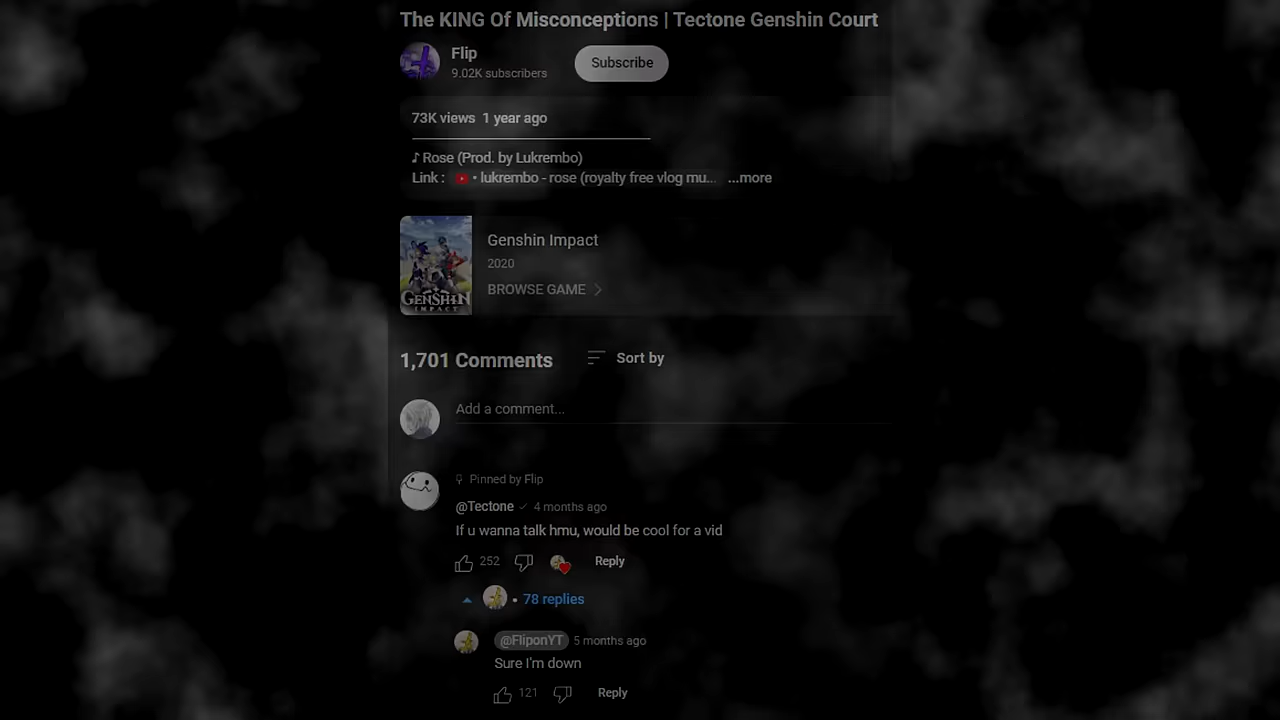 The KING Of Misconceptions | Tectone Genshin Court
Flip
9.02K subscribers
Subscribe
73K views 1 year ago
♪ Rose (Prod. by Lukrembo)
Link : • lukrembo - rose (royalty free vlog mu... ...more
GENSHIN
IMPACT
Genshin Impact
2020
BROWSE GAME
1,701 Comments
Sort by
Add a comment...
Pinned by Flip
@Tectone 4 months ago
If u wanna talk hmu, would be cool for a vid
252
Reply
• 78 replies
@FliponYT 5 months ago
Sure I'm down
121
Reply